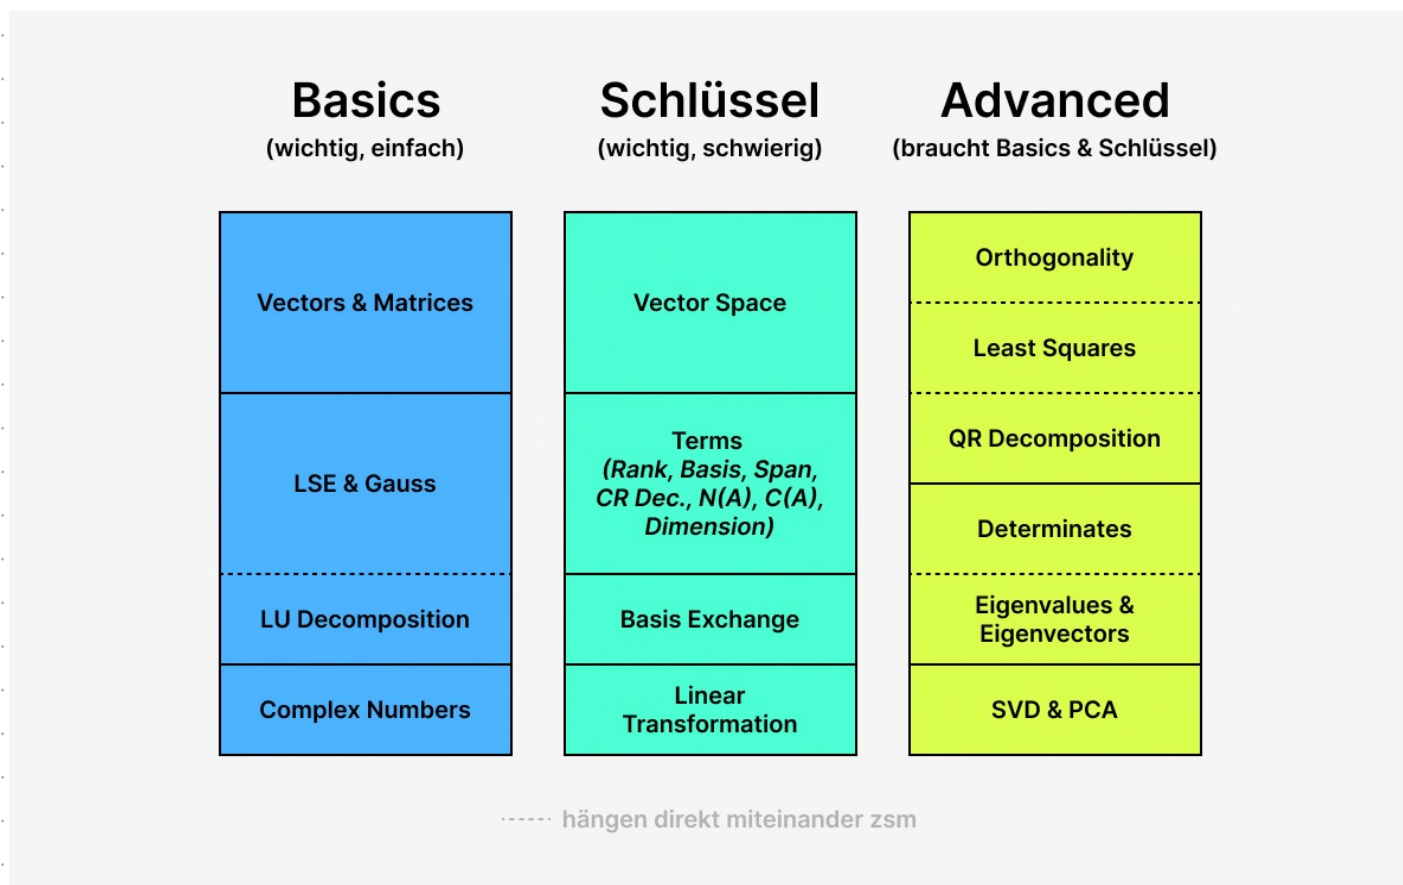 Basics
(wichtig, einfach)
Vectors & Matrices
LSE & Gauss
LU Decomposition
Complex Numbers
Schlüssel
(wichtig, schwierig)
Vector Space
Terms
(Rank, Basis, Span,
CR Dec., N(A), C(A),
Dimension)
Basis Exchange
Linear
Transformation
Advanced
(braucht Basics & Schlüssel)
Orthogonality
Least Squares
QR Decomposition
Determinates
Eigenvalues &
Eigenvectors
SVD & PCA
hängen direkt miteinander zsm